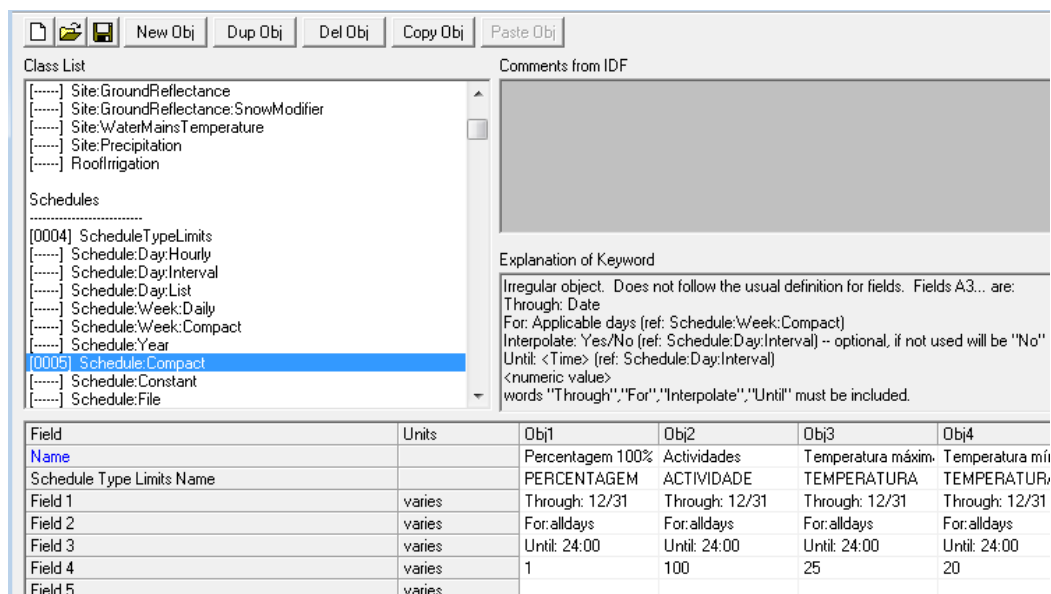 New Obj Dup Obj Del Obj Copy Obj Paste Obj
Class List
[------] Site:GroundReflectance
[------] Site:GroundReflectance:SnowModifier
[------] Site:WaterMainsTemperature
[------] Site:Precipitation
[------] RoofIrrigation
Schedules
---------------------------
[0004] ScheduleTypeLimits
[------] Schedule:Day:Hourly
[------] Schedule:Day:Interval
[------] Schedule:Day:List
[------] Schedule:Week:Daily
[------] Schedule:Week:Compact
[------] Schedule:Year
[0005] Schedule:Compact
[------] Schedule:Constant
[------] Schedule:File
Comments from IDF
Explanation of Keyword
Irregular object. Does not follow the usual definition for fields. Fields A3... are:
Through: Date
For: Applicable days (ref: Schedule:Week:Compact)
Interpolate: Yes/No (ref: Schedule:Day:Interval) -- optional, if not used will be "No"
Until: <Time> (ref: Schedule:Day:Interval)
<numeric value>
words "Through","For","Interpolate","Until" must be included.
Field Units Obj1 Obj2 Obj3 Obj4
Name Percentagem 100% Actividades Temperatura máxim Temperatura mí
Schedule Type Limits Name PERCENTAGEM ACTIVIDADE TEMPERATURA TEMPERATUR
Field 1 varies Through: 12/31 Through: 12/31 Through: 12/31 Through: 12/31
Field 2 varies For:alldays For:alldays For:alldays For:alldays
Field 3 varies Until: 24:00 Until: 24:00 Until: 24:00 Until: 24:00
Field 4 varies 1 100 25 20
Field 5 varies